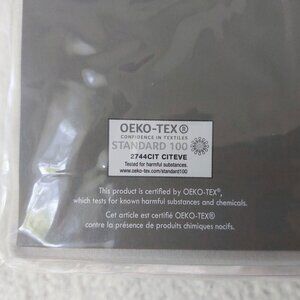 OEKO-TEX®
CONFIDENCE IN TEXTILES
STANDARD 100
2744CIT CITEVE
Tested for harmful substances.
www.oeko-tex.com/standard100
This product is certified by OEKO-TEX®,
which tests for known harmful substances and chemicals.
Cet article est certifié OEKO-TEX®
contre la présence de produits chimiques nocifs.